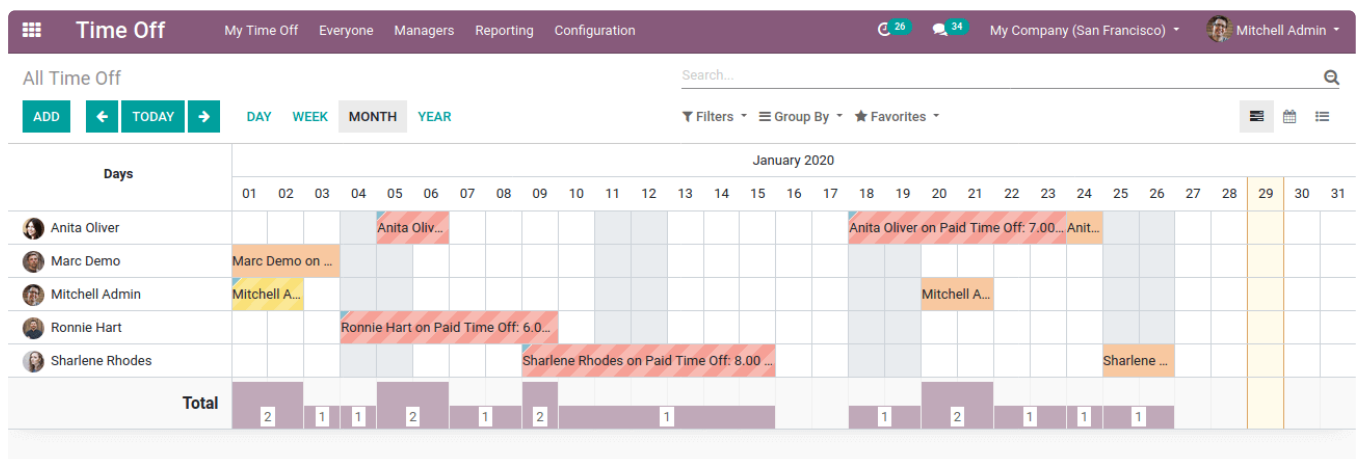 Time Off My Time Off Everyone Managers Reporting Configuration 26 34 My Company (San Francisco) Mitchell Admin
All Time Off Search...
ADD TODAY DAY WEEK MONTH YEAR Filters Group By Favorites
January 2020
Days
01 02 03 04 05 06 07 08 09 10 11 12 13 14 15 16 17 18 19 20 21 22 23 24 25 26 27 28 29 30 31
Anita Oliver Anita Oliv... Anita Oliver on Paid Time Off: 7.00... Anit...
Marc Demo Marc Demo on ...
Mitchell Admin Mitchell A... Mitchell A...
Ronnie Hart Ronnie Hart on Paid Time Off: 6.0...
Sharlene Rhodes Sharlene Rhodes on Paid Time Off: 8.00 ... Sharlene ...
Total 2 1 1 2 1 2 1 1 2 1 1 1